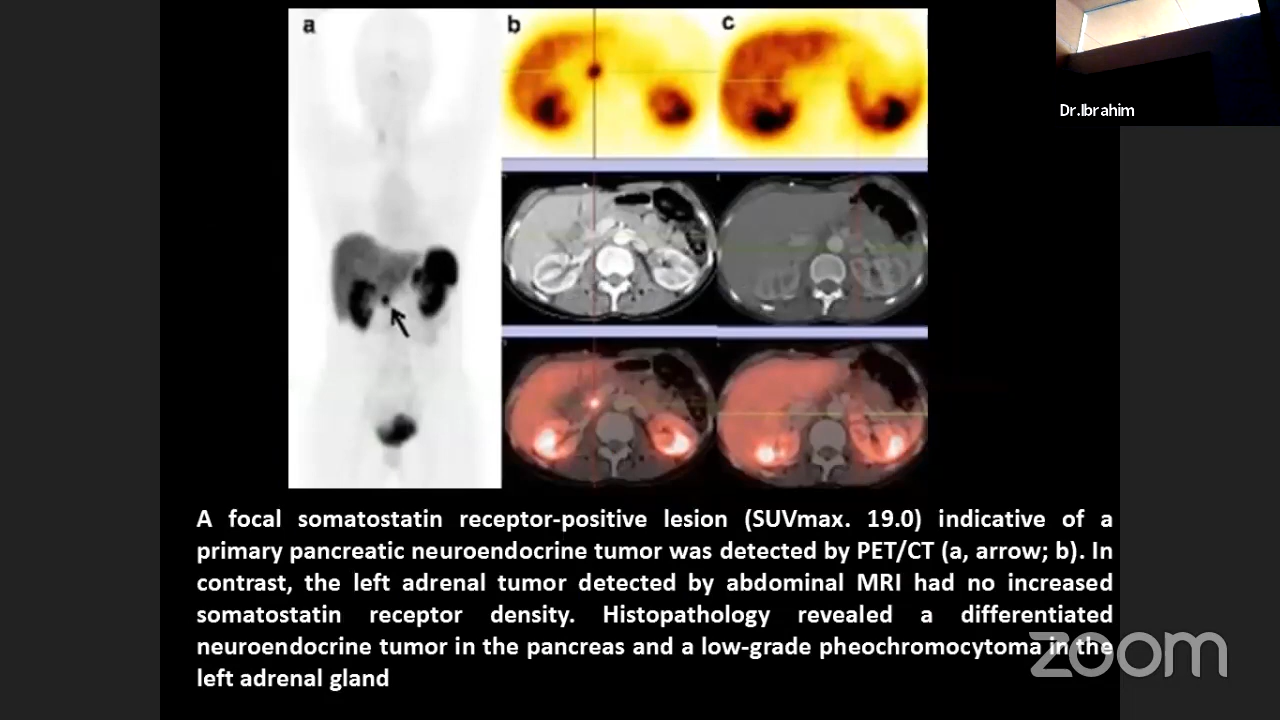 a
b
c
Dr.Ibrahim
A focal somatostatin receptor-positive lesion (SUVmax. 19.0) indicative of a
primary pancreatic neuroendocrine tumor was detected by PET/CT (a, arrow; b). In
contrast, the left adrenal tumor detected by abdominal MRI had no increased
somatostatin receptor density. Histopathology revealed a differentiated
neuroendocrine tumor in the pancreas and a low-grade pheochromocytoma in the
left adrenal gland
zoom